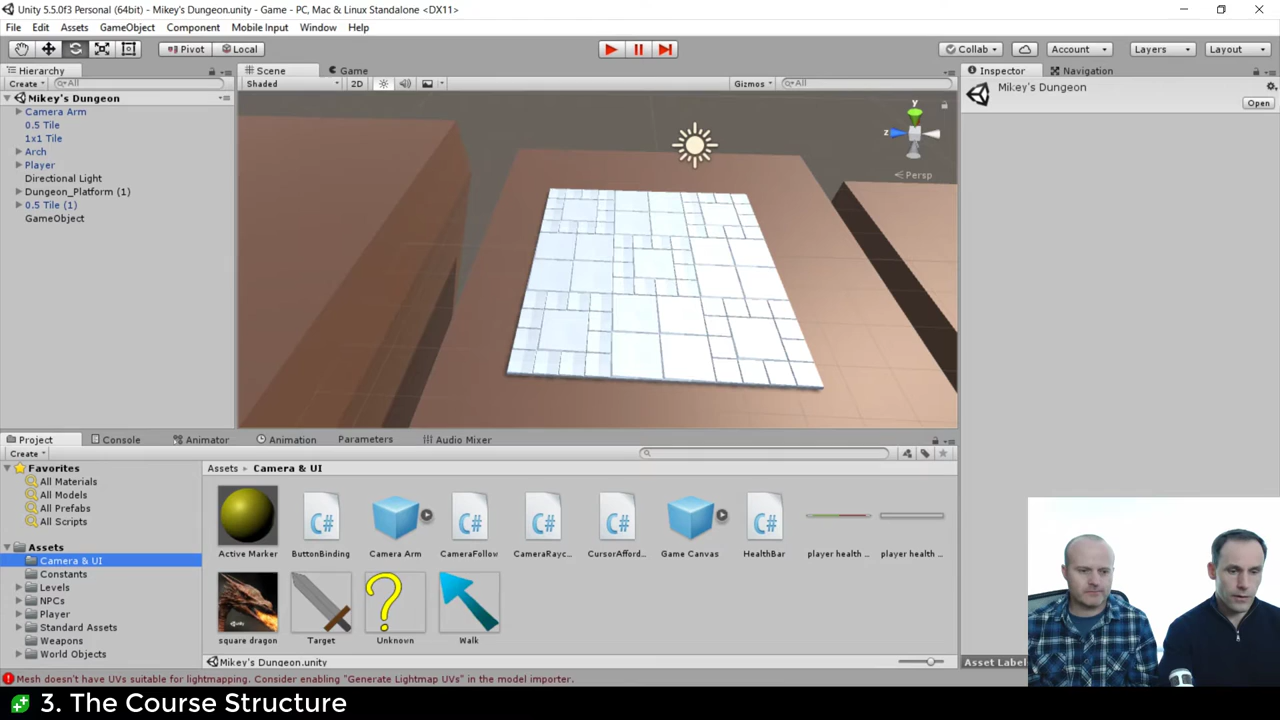 Unity 5.5.0f3 Personal (64bit) - Mikey's Dungeon.unity - Game - PC, Mac & Linux Standalone <DX11>
File Edit Assets GameObject Component Mobile Input Window Help
Pivot Local Collab Account Layers Layout
Hierarchy
Create All
Mikey's Dungeon
Camera Arm
0.5 Tile
1x1 Tile
Arch
Player
Directional Light
Dungeon_Platform (1)
0.5 Tile (1)
GameObject
Scene Game
Shaded 2D Gizmos All
y
z
Persp
Inspector Navigation
Mikey's Dungeon
Open
Project Console Animator Animation Parameters Audio Mixer
Create
Favorites
All Materials
All Models
All Prefabs
All Scripts
Assets
Camera & UI
Constants
Levels
NPCs
Player
Standard Assets
Weapons
World Objects
Assets Camera & UI
C# C# C# C# C#
Active Marker ButtonBinding Camera Arm CameraFollow CameraRayc... CursorAfford... Game Canvas HealthBar player health ... player health ...
square dragon Target Unknown Walk
Mikey's Dungeon.unity
Asset Label
Mesh doesn't have UVs suitable for lightmapping. Consider enabling "Generate Lightmap UVs" in the model importer.
3. The Course Structure